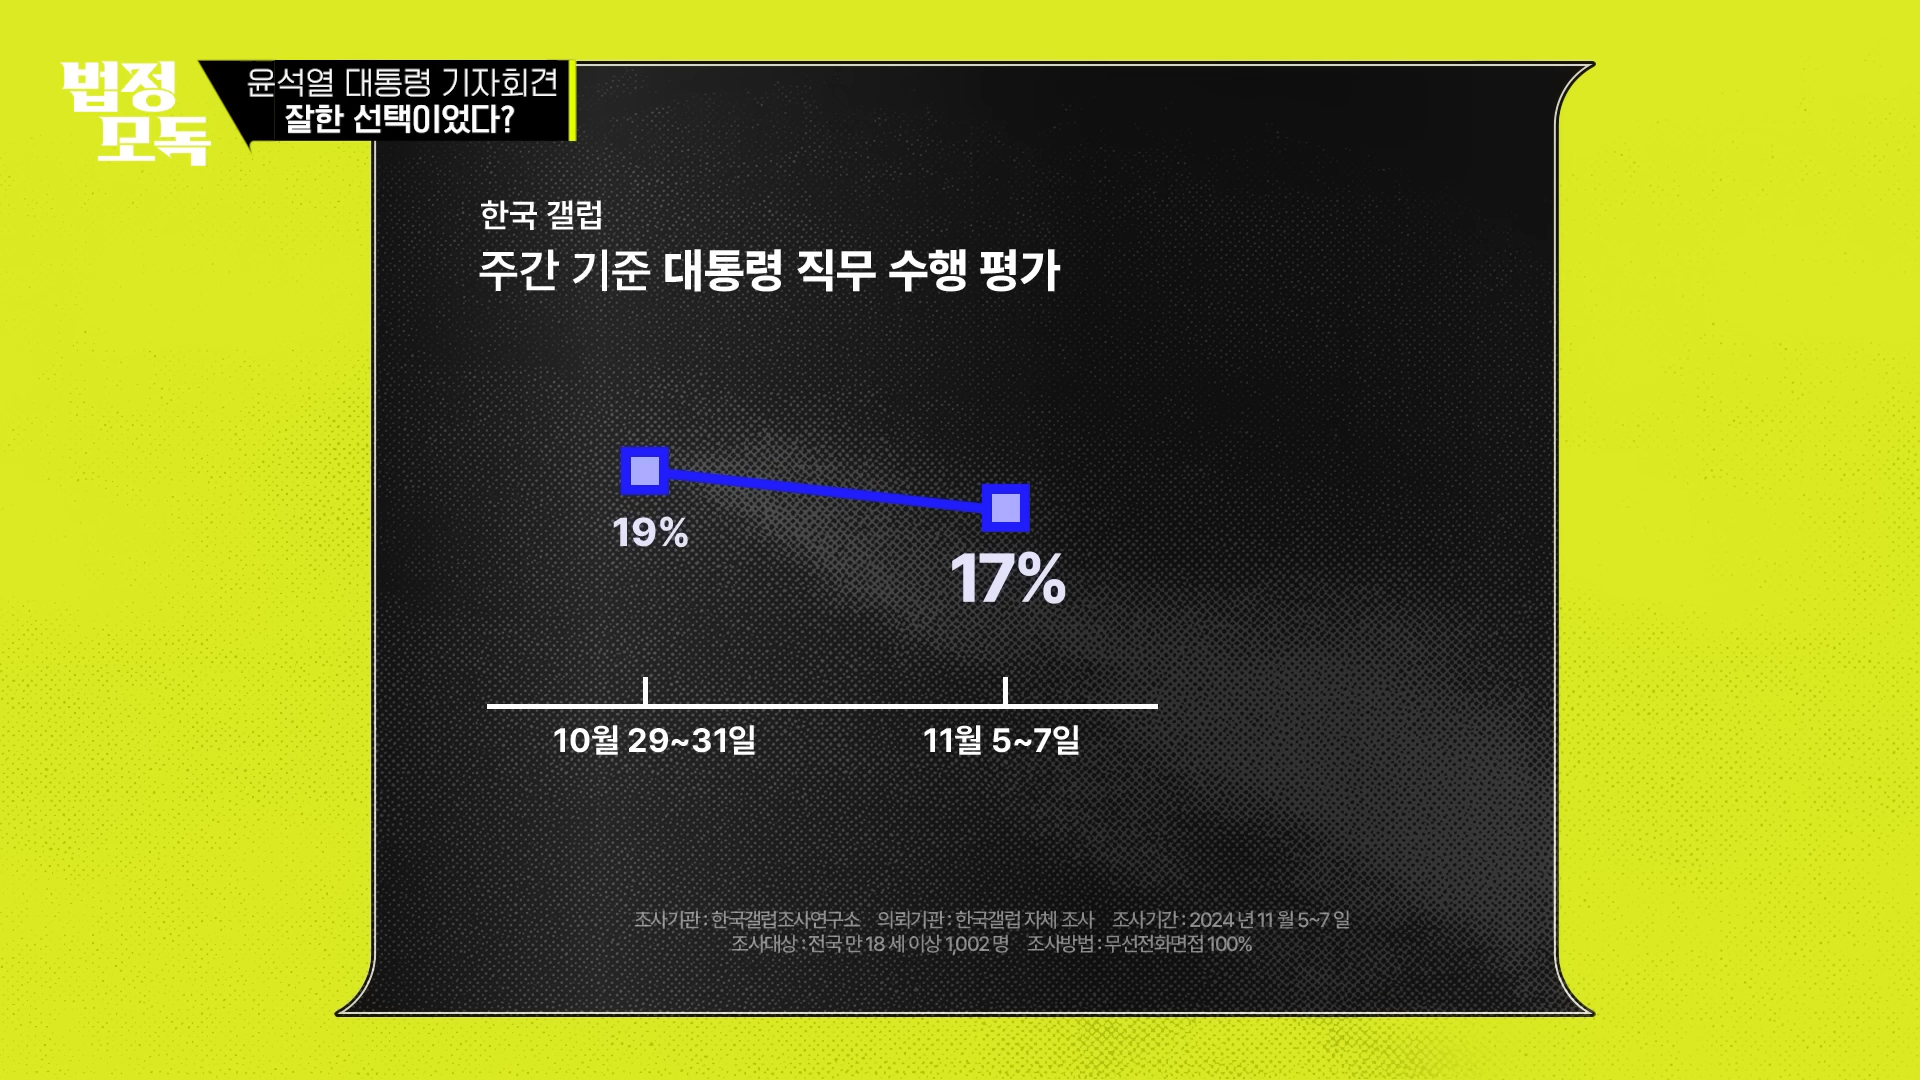 법정
모독
윤석열 대통령 기자회견
잘한 선택이었다?
한국 갤럽
주간 기준 대통령 직무 수행 평가
19%
17%
10월 29~31일
11월 5~7일
조사기관 : 한국갤럽조사연구소 의뢰기관 : 한국갤럽 자체 조사 조사기간 : 2024 년 11 월 5~7 일
조사대상 : 전국 만 18 세 이상 1,002 명 조사방법 : 무선전화면접 100%